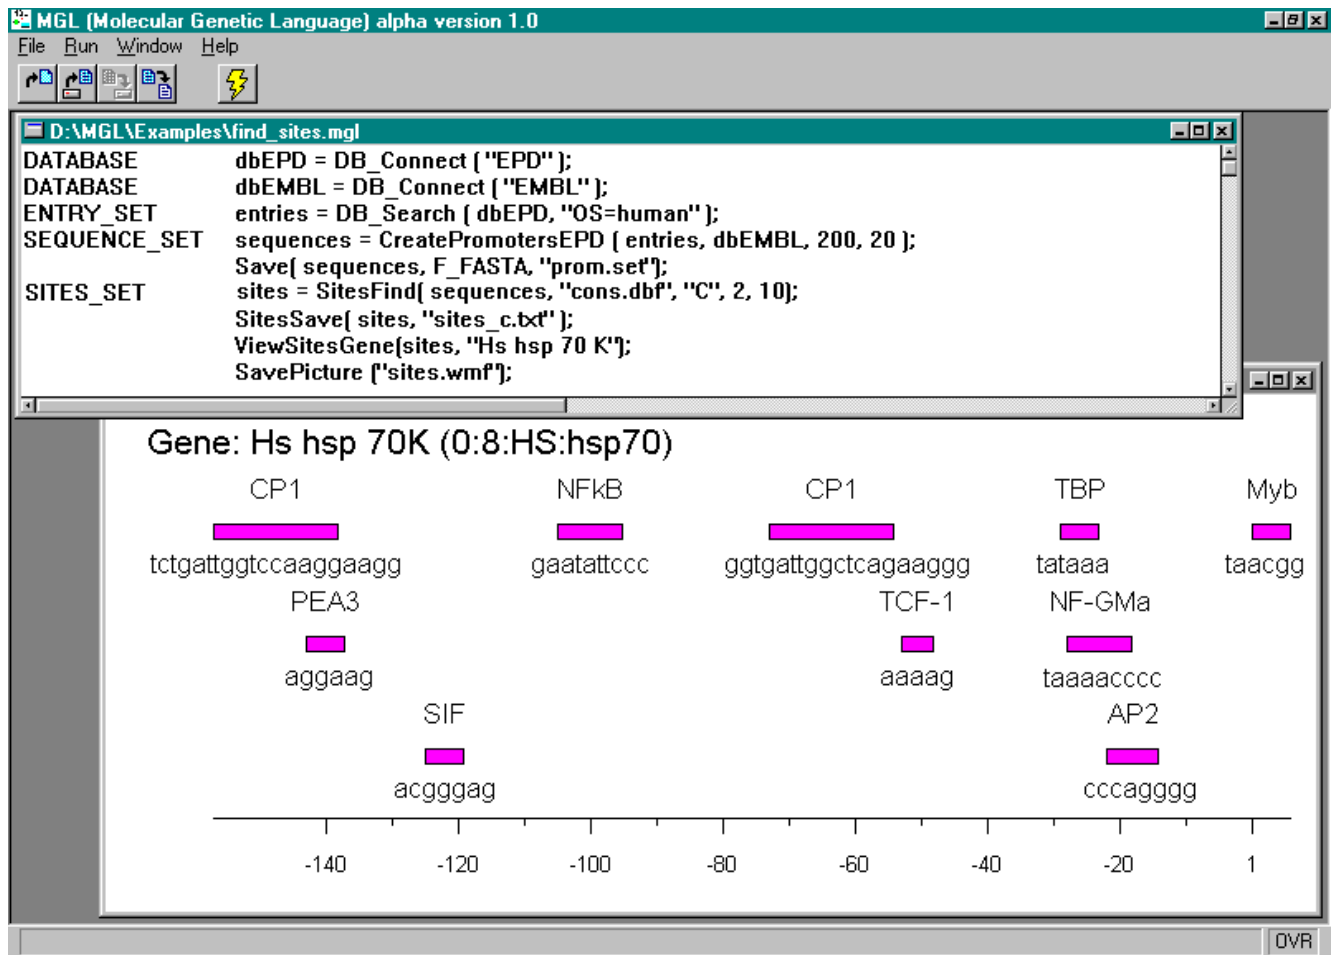 MGL (Molecular Genetic Language) alpha version 1.0
File Run Window Help
D:\MGL\Examples\find_sites.mgl
DATABASE dbEPD = DB_Connect ( "EPD" );
DATABASE dbEMBL = DB_Connect ( "EMBL" );
ENTRY_SET entries = DB_Search ( dbEPD, "OS=human" );
SEQUENCE_SET sequences = CreatePromotersEPD ( entries, dbEMBL, 200, 20 );
Save( sequences, F_FASTA, "prom.set");
SITES_SET sites = SitesFind( sequences, "cons.dbf", "C", 2, 10);
SitesSave( sites, "sites_c.txt" );
ViewSitesGene(sites, "Hs hsp 70 K");
SavePicture ("sites.wmf");
Gene: Hs hsp 70K (0:8:HS:hsp70)
CP1 NFkB CP1 TBP Myb
tctgattggtccaaggaagg gaatattccc ggtgattggctcagaaggg tataaa taacgg
PEA3 TCF-1 NF-GMa
aggaag aaaag taaaacccc
SIF AP2
acgggag cccagggg
-140 -120 -100 -80 -60 -40 -20 1
OVR